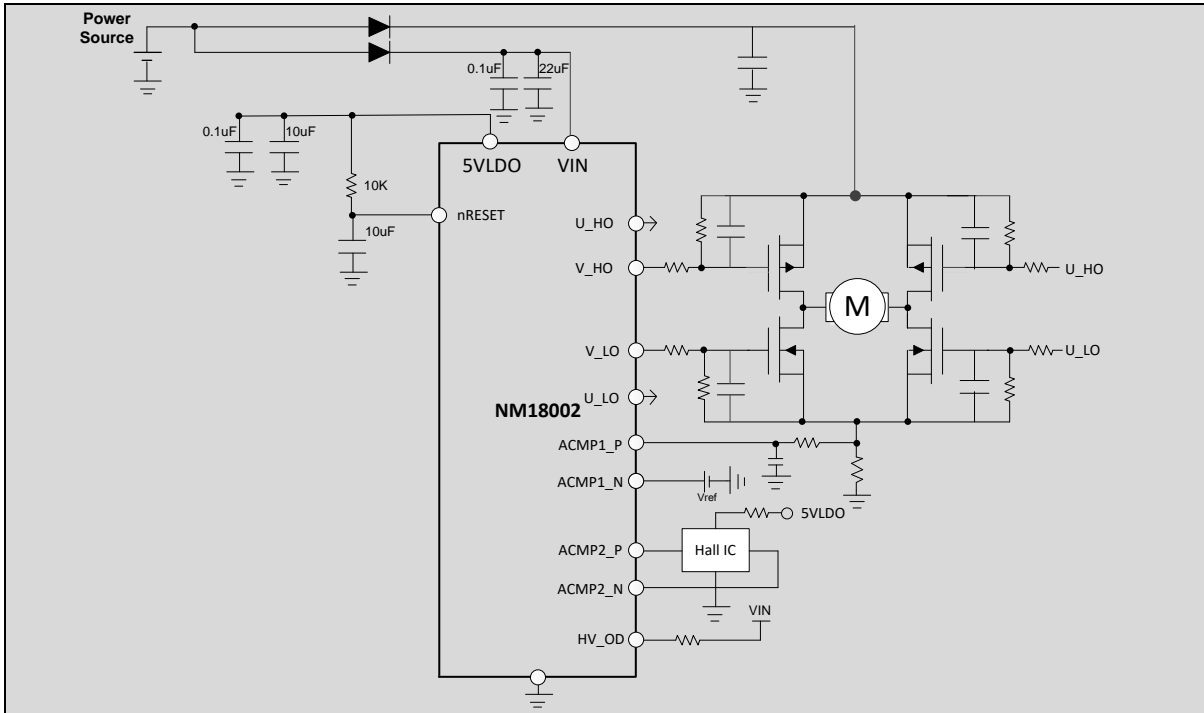 Power
Source
0.1uF
22uF
0.1uF
10uF
5VLDO
VIN
10K
nRESET
10uF
U_HO
V_HO
U_HO
M
V_LO
U_LO
U_LO
NM18002
ACMP1_P
ACMP1_N
Vref
5VLDO
ACMP2_P
Hall IC
ACMP2_N
VIN
HV_OD